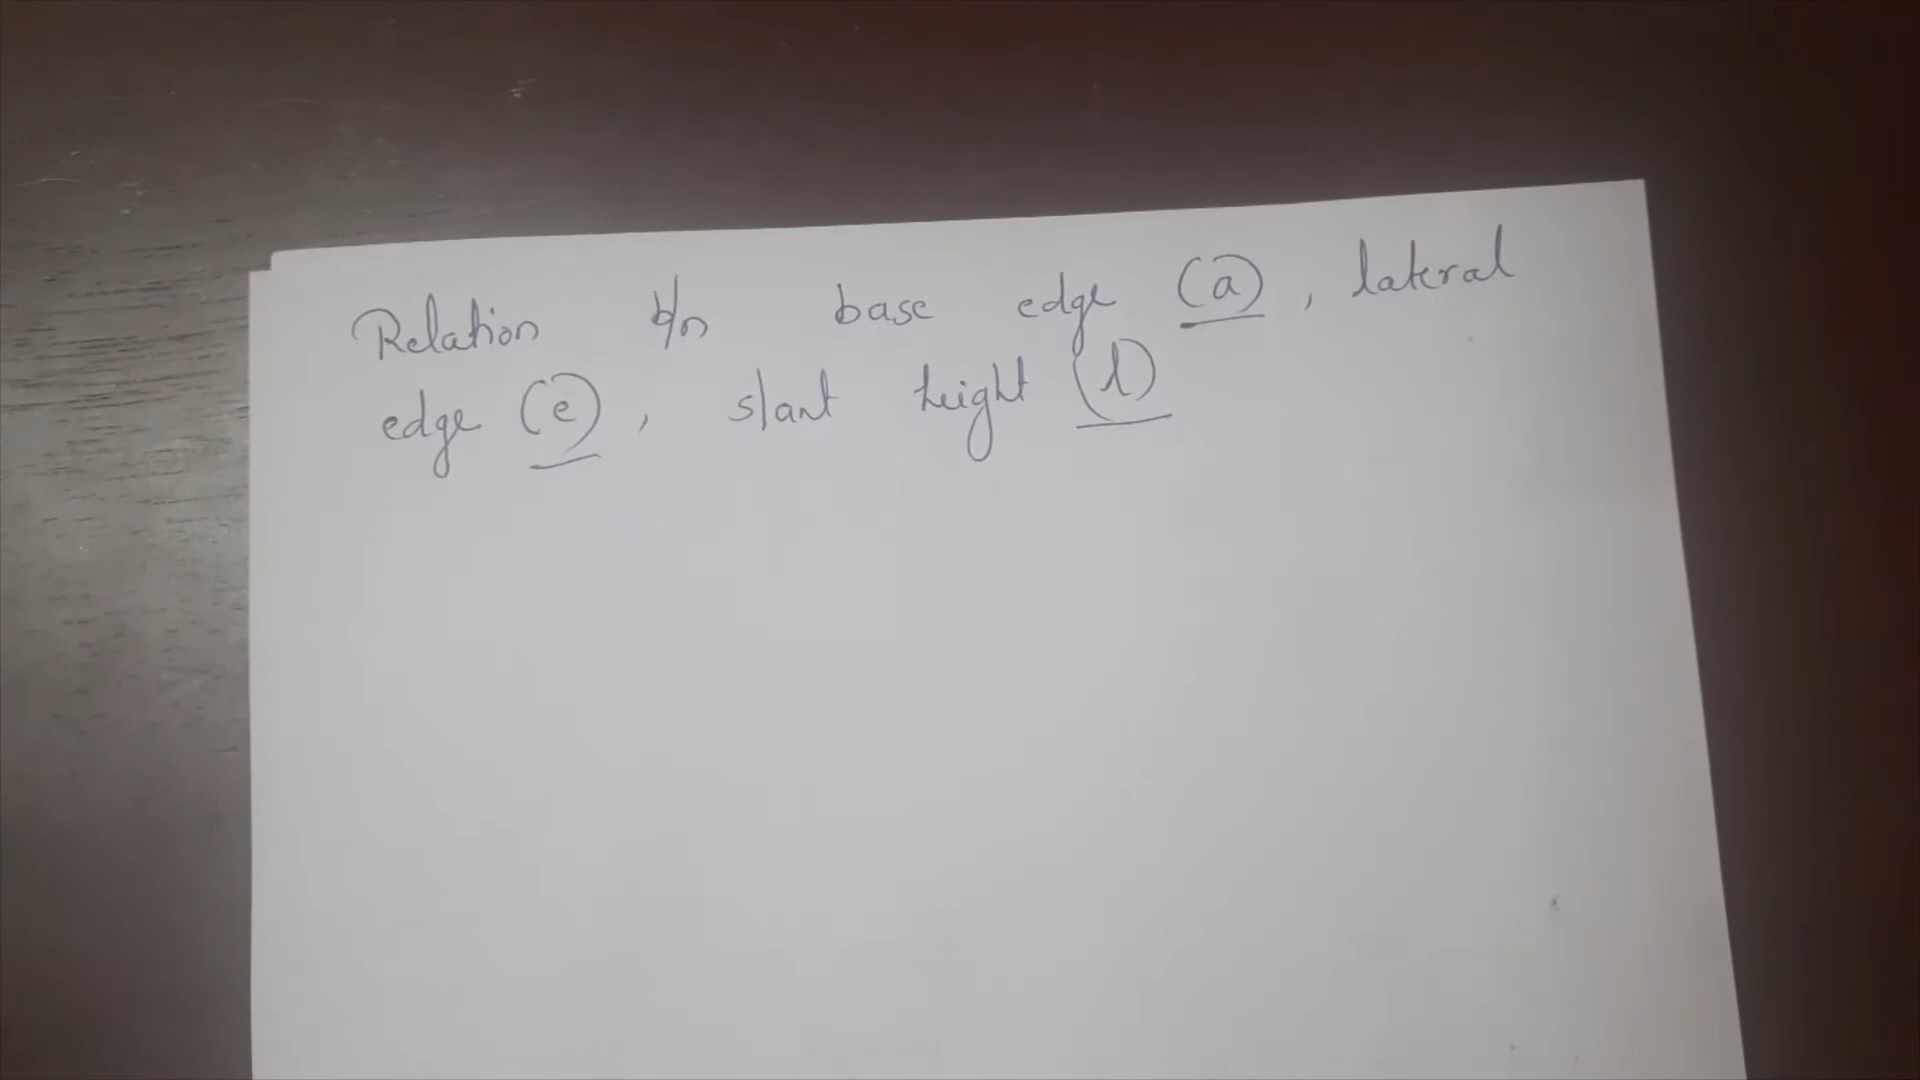 Relation b/n base edge (a), lateral
edge (e), slant height (l)